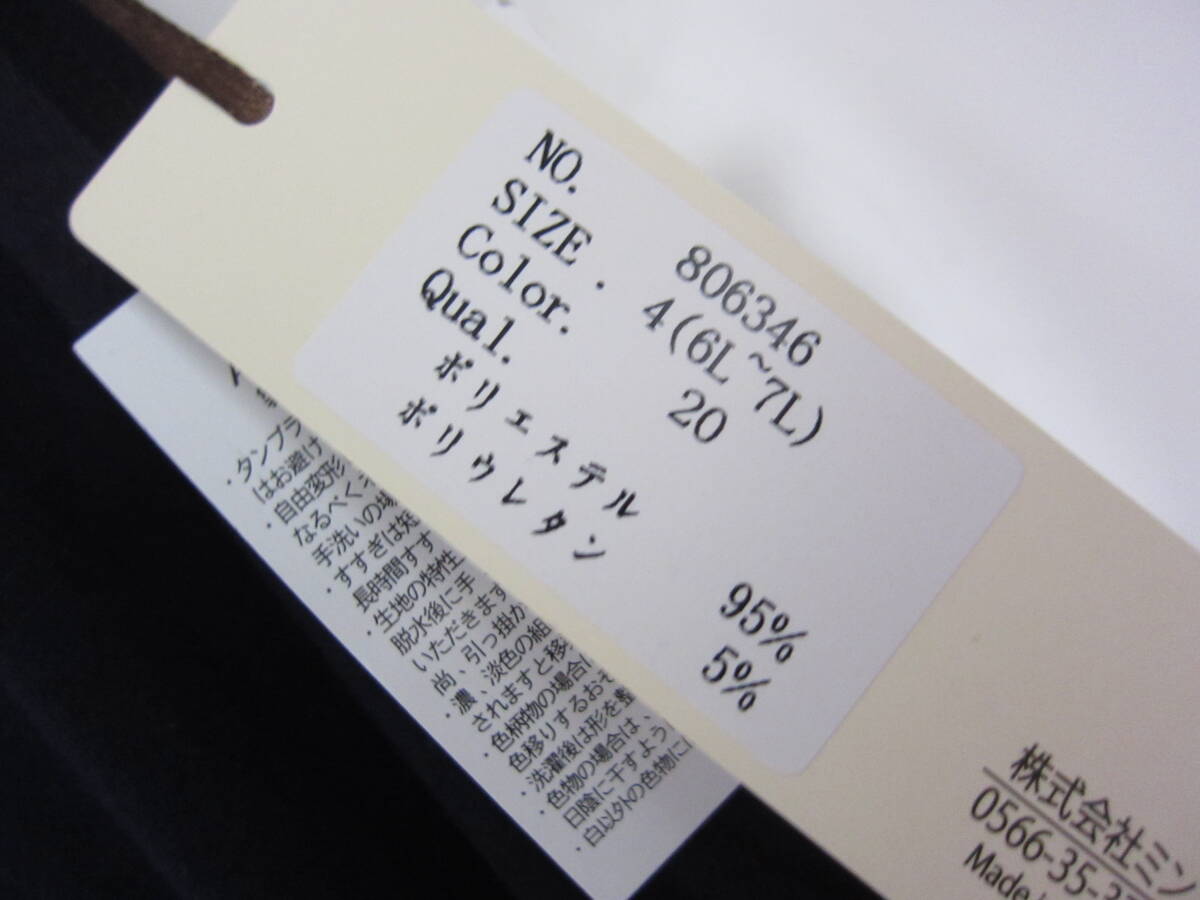 NO. 806346
SIZE. 4(6L~7L)
Color. 20
Qual.
ポリエステル 95%
ポリウレタン 5%
株式会社ミン
0566-35-3
Made
・タンブラ
はお避け
・自由変形
なるべく
手洗いの場
・すすぎは短
長時間すす
・生地の特性
脱水後に手
いただきます
尚、引っ掛か
・濃、淡色の組
されますと移
・色柄物の場合
色移りするおそ
・洗濯後は形を整
・色物の場合は、
日陰に干すよう
・白以外の色物に